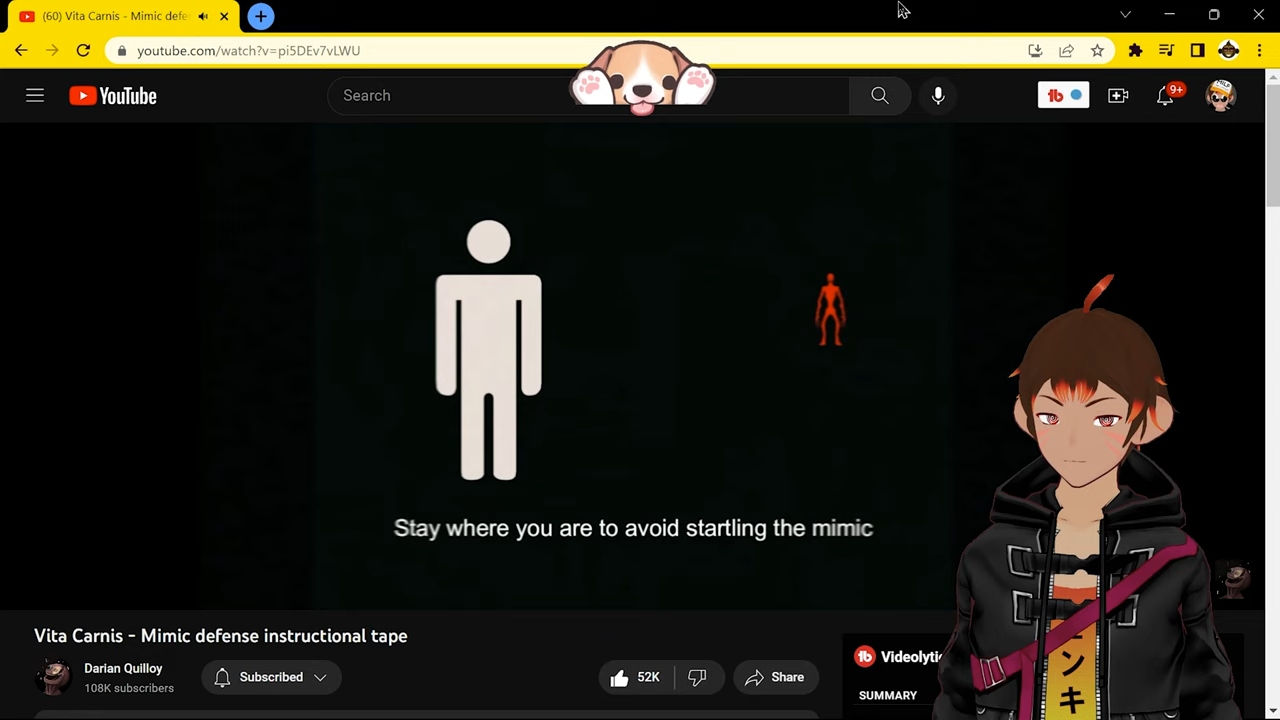 (60) Vita Carnis - Mimic defe
youtube.com/watch?v=pi5DEv7vLWU
YouTube
Search
9+
Stay where you are to avoid startling the mimic
Vita Carnis - Mimic defense instructional tape
Darian Quilloy
108K subscribers
Subscribed
52K
Share
Videolytic
SUMMARY
ンキ